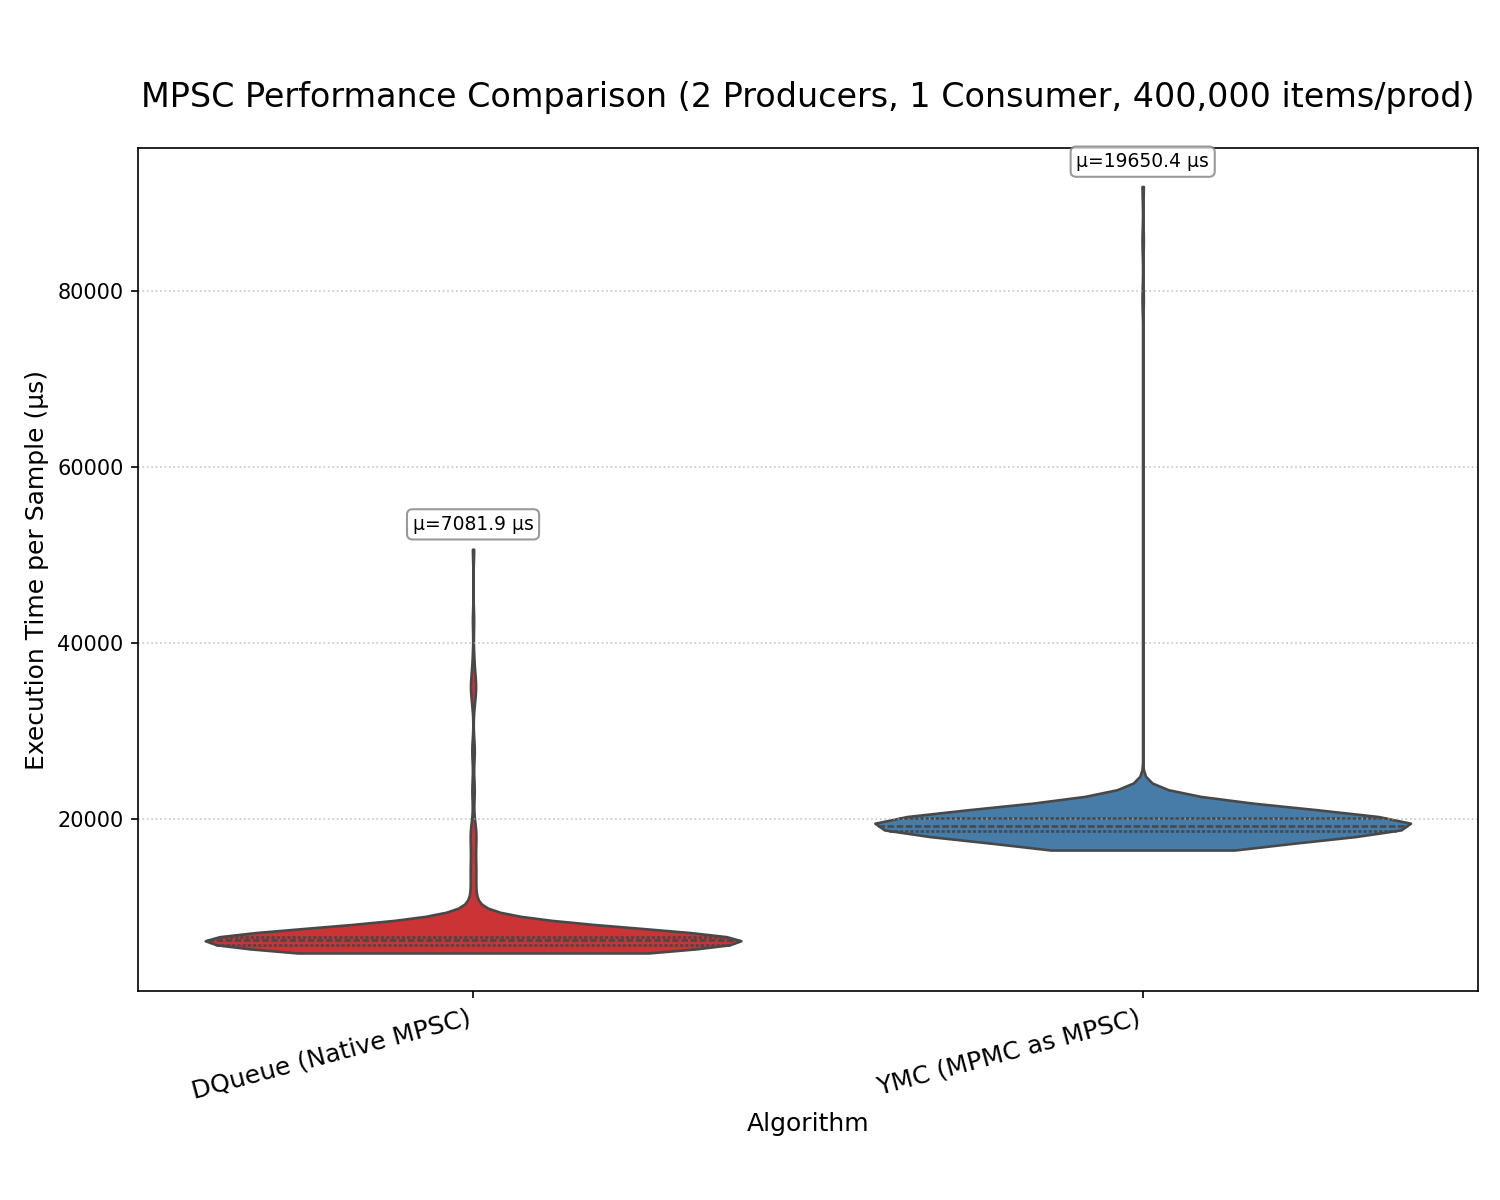 MPSC Performance Comparison (2 Producers, 1 Consumer, 400,000 items/prod)
μ=19650.4 μs
80000
60000
μ=7081.9 μs
40000
20000
Execution Time per Sample (μs)
DQueue (Native MPSC)
YMC (MPMC as MPSC)
Algorithm